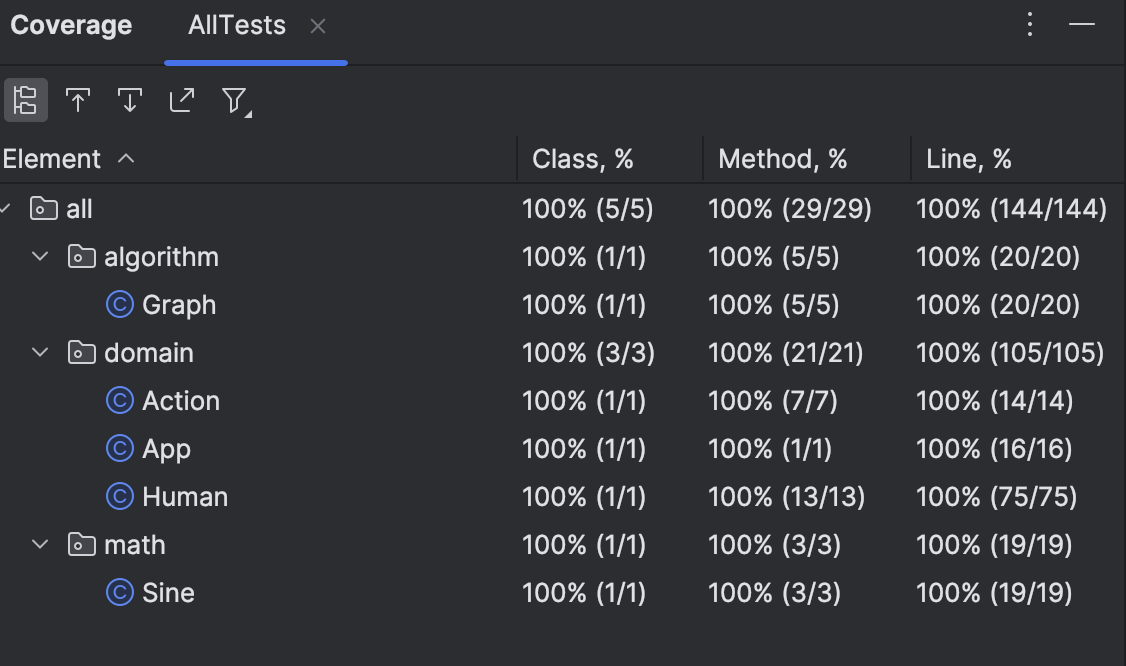 Coverage AllTests
Element Class, % Method, % Line, %
all 100% (5/5) 100% (29/29) 100% (144/144)
algorithm 100% (1/1) 100% (5/5) 100% (20/20)
C Graph 100% (1/1) 100% (5/5) 100% (20/20)
domain 100% (3/3) 100% (21/21) 100% (105/105)
C Action 100% (1/1) 100% (7/7) 100% (14/14)
C App 100% (1/1) 100% (1/1) 100% (16/16)
C Human 100% (1/1) 100% (13/13) 100% (75/75)
math 100% (1/1) 100% (3/3) 100% (19/19)
C Sine 100% (1/1) 100% (3/3) 100% (19/19)